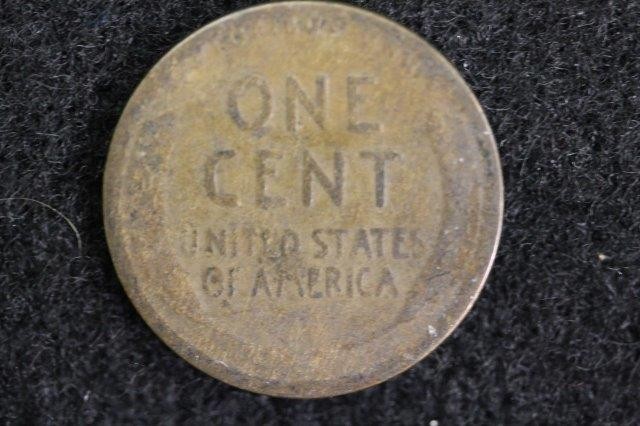 ONE
CENT
UNITED STATES
OF AMERICA